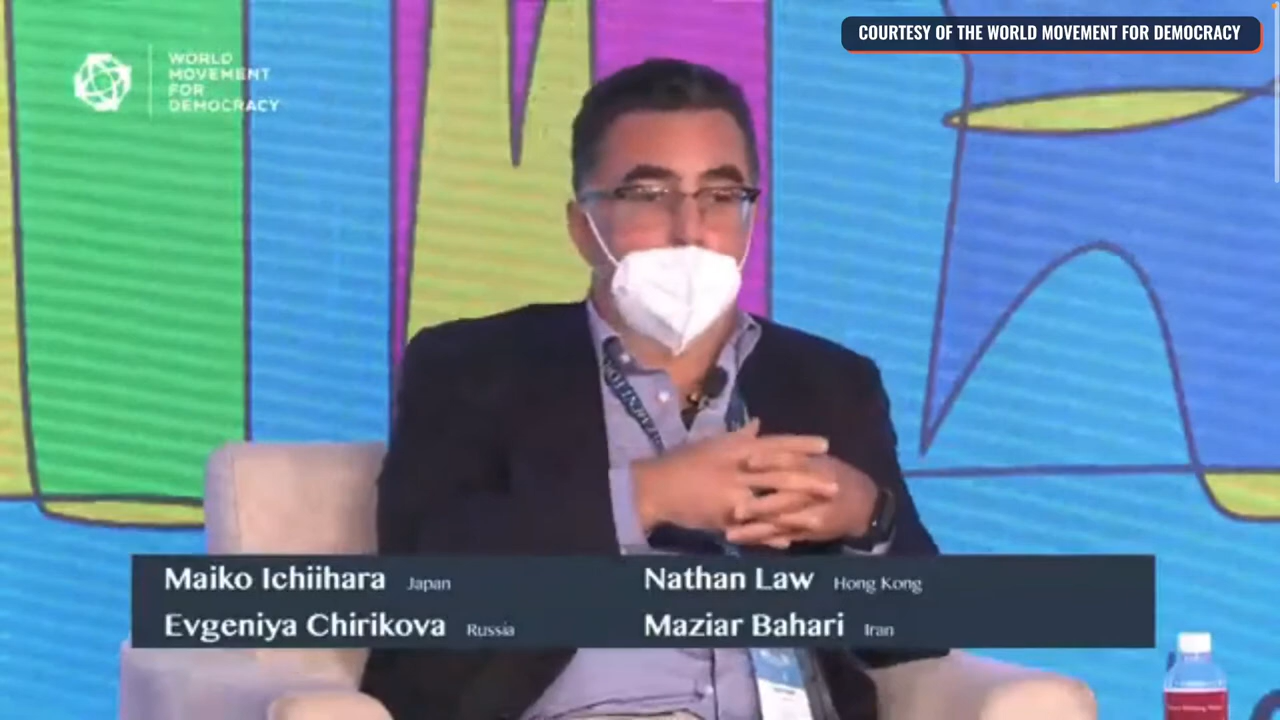 COURTESY OF THE WORLD MOVEMENT FOR DEMOCRACY
WORLD
MOVEMENT
FOR
DEMOCRACY
Maiko Ichiihara Japan
Nathan Law Hong Kong
Evgeniya Chirikova Russia
Maziar Bahari Iran